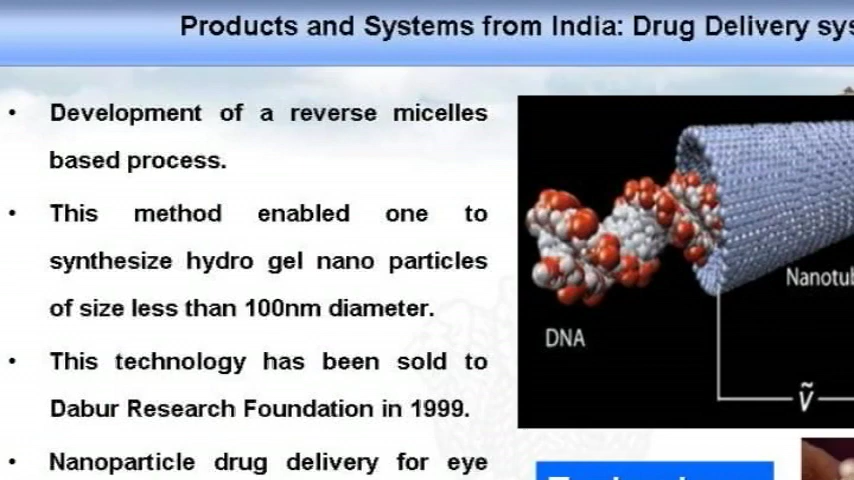 Products and Systems from India: Drug Delivery
• Development of a reverse micelles
based process.
• This method enabled one to
synthesize hydro gel nano particles
of size less than 100nm diameter.
• This technology has been sold to
Dabur Research Foundation in 1999.
• Nanoparticle drug delivery for eye
DNA
ṽ